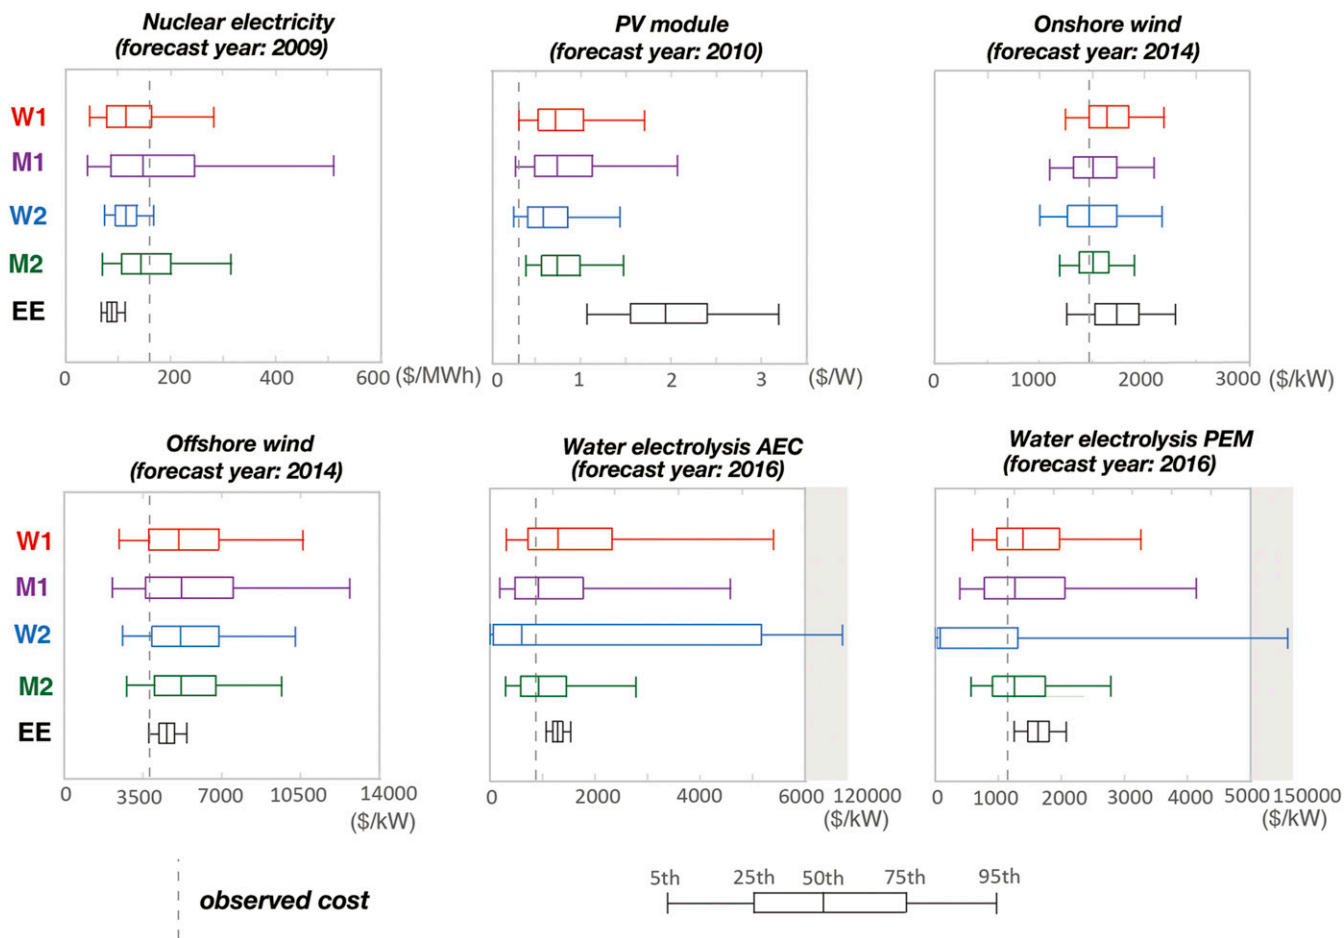 Nuclear electricity
(forecast year: 2009)
PV module
(forecast year: 2010)
Onshore wind
(forecast year: 2014)
W1
M1
W2
M2
EE
0 200 400 600 ($/MWh)
0 1 2 3 ($/W)
0 1000 2000 3000 ($/kW)
Offshore wind
(forecast year: 2014)
Water electrolysis AEC
(forecast year: 2016)
Water electrolysis PEM
(forecast year: 2016)
W1
M1
W2
M2
EE
0 3500 7000 10500 14000
($/kW)
0 2000 4000 6000 120000
($/kW)
0 1000 2000 3000 4000 5000 150000
($/kW)
observed cost
5th 25th 50th 75th 95th